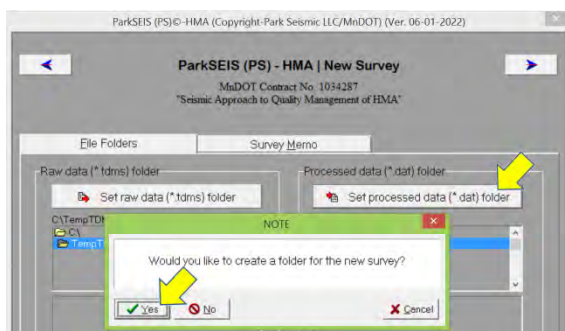 ParkSEIS (PS)© -HMA (Copyright-Park Seismic LLC/MnDOT) (Ver. 06-01-2022)
ParkSEIS (PS) - HMA | New Survey
MnDOT Contract No. 1034287
"Seismic Approach to Quality Management of HMA"
File Folders
Survey Memo
Raw data (*.tdms) folder
Processed data (*.dat) folder
Set raw data (*.tdms) folder
Set processed data (*.dat) folder
C:\TempTDM
C:\
TempT
NOTE
Would you like to create a folder for the new survey?
Yes
No
Cancel